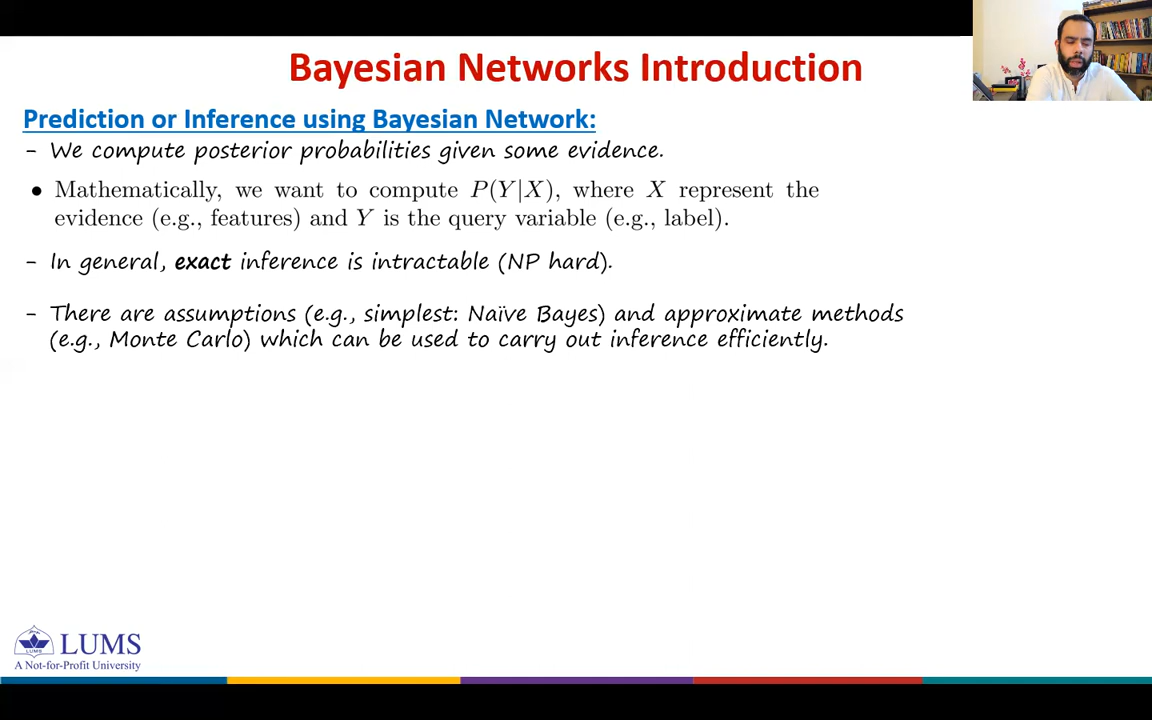 Bayesian Networks Introduction
Prediction or Inference using Bayesian Network:
- We compute posterior probabilities given some evidence.
• Mathematically, we want to compute P(Y|X), where X represent the
evidence (e.g., features) and Y is the query variable (e.g., label).
- In general, exact inference is intractable (NP hard).
- There are assumptions (e.g., simplest: Naïve Bayes) and approximate methods
(e.g., Monte Carlo) which can be used to carry out inference efficiently.
LUMS
LUMS
A Not-for-Profit University